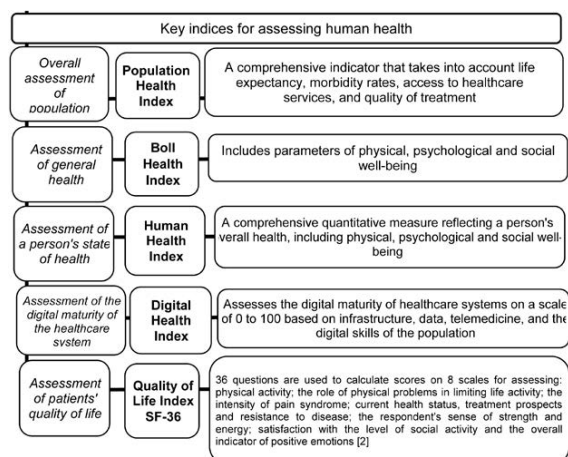 Key indices for assessing human health
Overall
assessment
of
population
Population
Health
Index
A comprehensive indicator that takes into account life
expectancy, morbidity rates, access to healthcare
services, and quality of treatment
Assessment
of general
health
Boll
Health
Index
Includes parameters of physical, psychological and social
well-being
Assessment of
a person's state
of health
Human
Health
Index
A comprehensive quantitative measure reflecting a person's
verall health, including physical, psychological and social well-
being
Assessment of the
digital maturity of
the healthcare
system
Digital
Health
Index
Assesses the digital maturity of healthcare systems on a scale
of 0 to 100 based on infrastructure, data, telemedicine, and the
digital skills of the population
Assessment
of patients'
quality of life
Quality of
Life Index
SF-36
36 questions are used to calculate scores on 8 scales for assessing:
physical activity; the role of physical problems in limiting life activity; the
intensity of pain syndrome; current health status, treatment prospects
and resistance to disease; the respondent's sense of strength and
energy; satisfaction with the level of social activity and the overall
indicator of positive emotions [2]